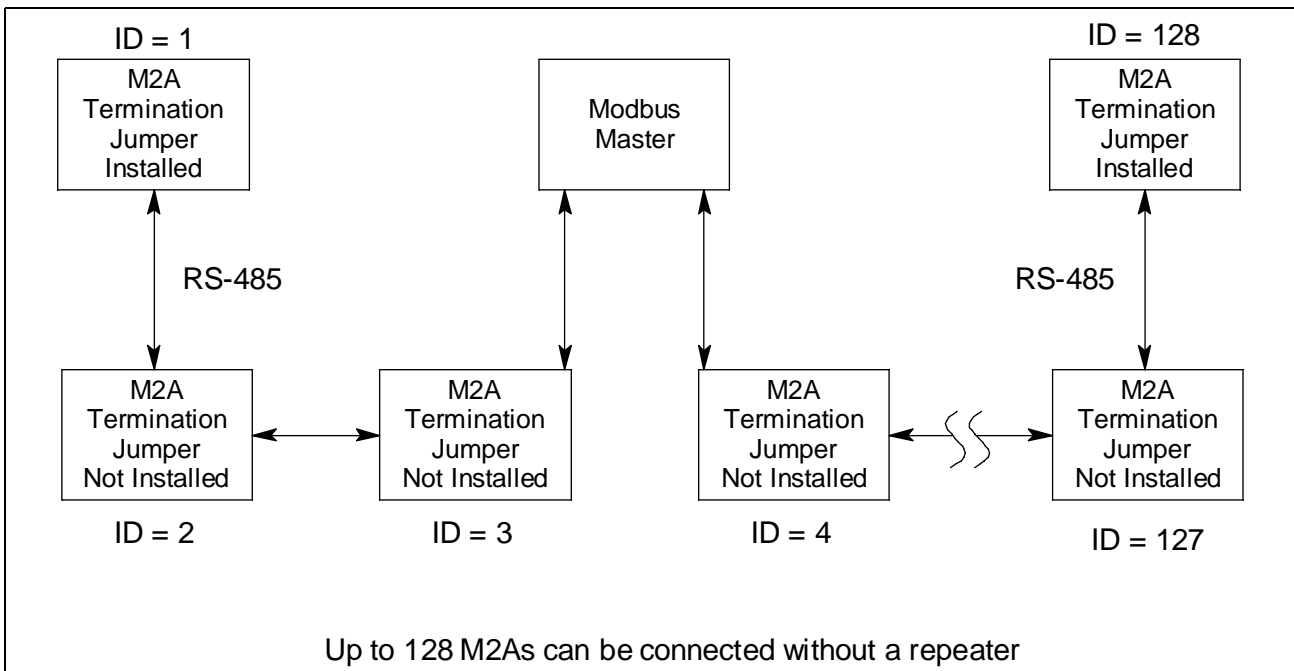 ID = 1
M2A
Termination
Jumper
Installed
Modbus
Master
ID = 128
M2A
Termination
Jumper
Installed
RS-485
RS-485
M2A
Termination
Jumper
Not Installed
ID = 2
M2A
Termination
Jumper
Not Installed
ID = 3
M2A
Termination
Jumper
Not Installed
ID = 4
M2A
Termination
Jumper
Not Installed
ID = 127
Up to 128 M2As can be connected without a repeater